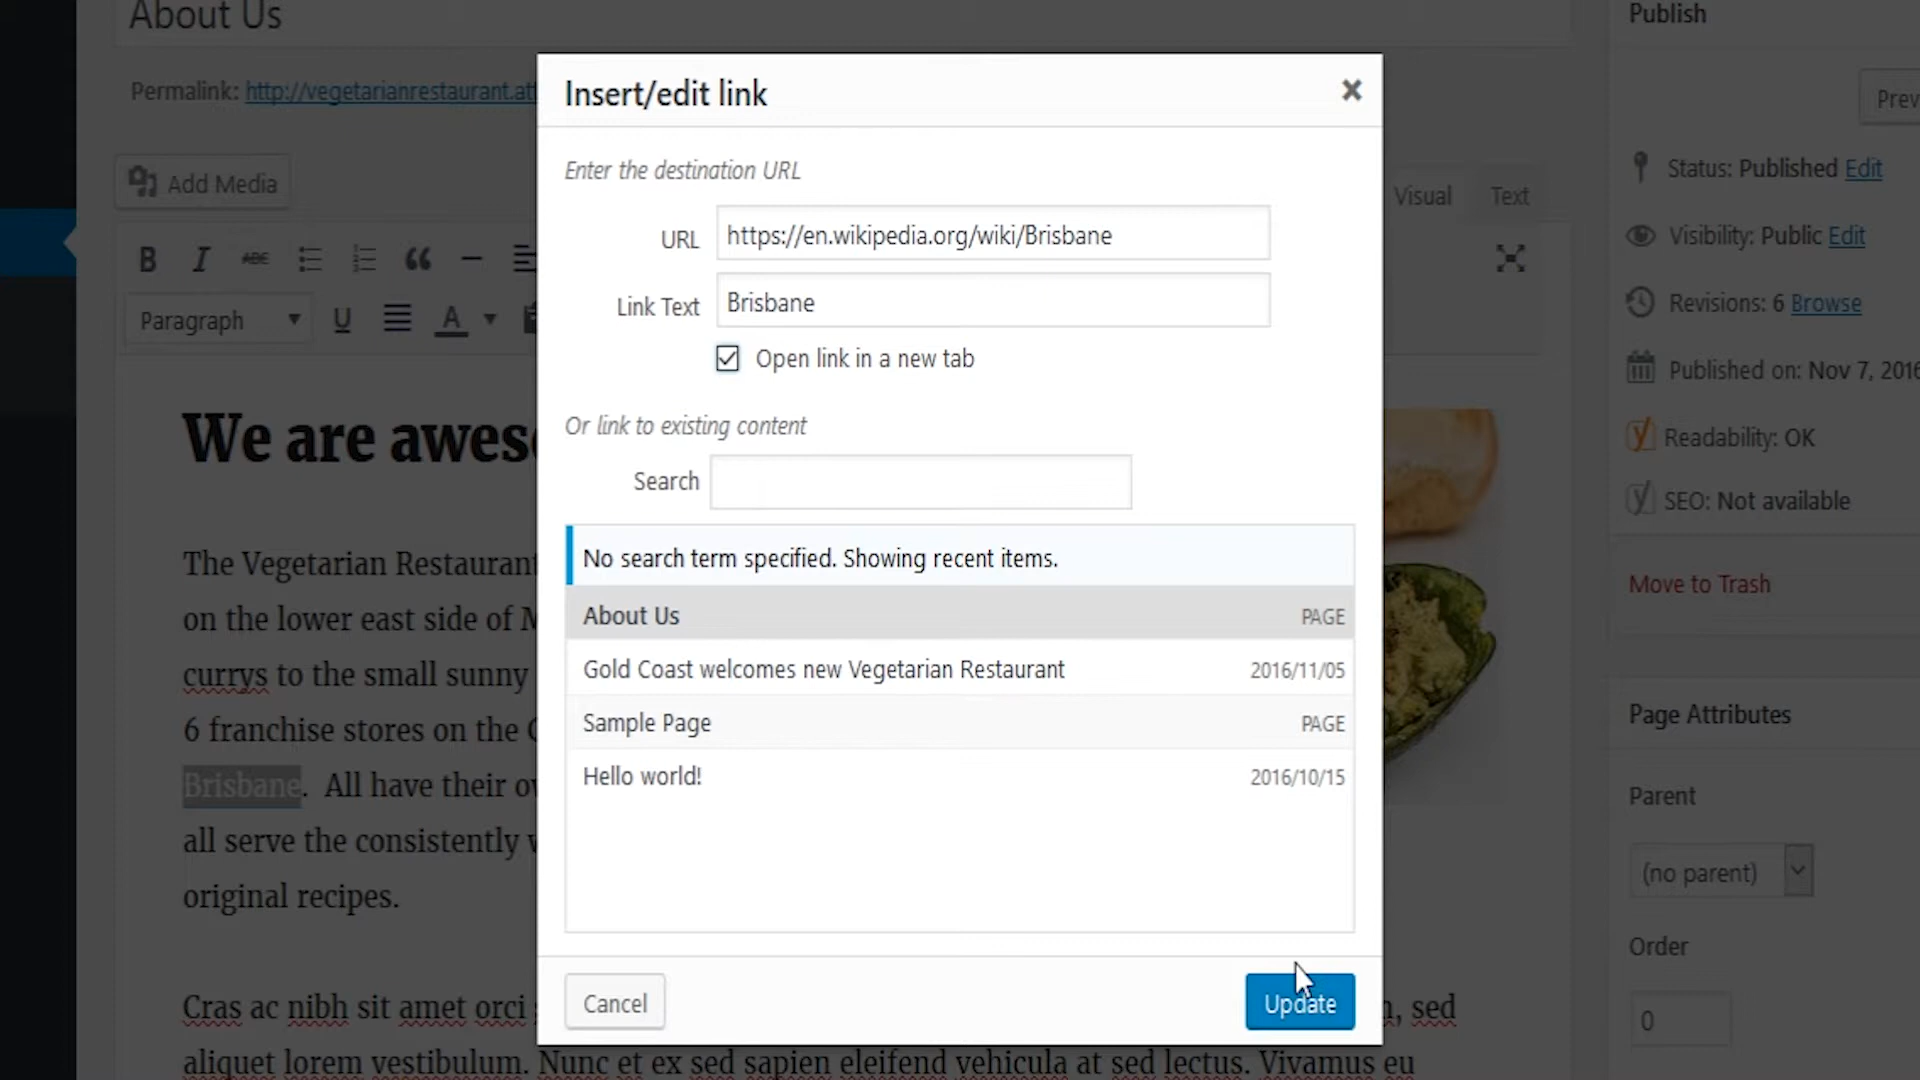 About Us
Publish
Permalink: http://vegetarianrestaurant.at
Insert/edit link
Enter the destination URL
URL https://en.wikipedia.org/wiki/Brisbane
Link Text Brisbane
Open link in a new tab
Or link to existing content
Search
No search term specified. Showing recent items.
About Us PAGE
Gold Coast welcomes new Vegetarian Restaurant 2016/11/05
Sample Page PAGE
Hello world! 2016/10/15
Cancel
Update
Add Media
Visual Text
B I ABC
Paragraph U A
We are awes
The Vegetarian Restaurant
on the lower east side of M
currys to the small sunny
6 franchise stores on the
Brisbane. All have their o
all serve the consistently
original recipes.
Cras ac nibh sit amet orci , sed
aliquet lorem vestibulum. Nunc et ex sed sapien eleifend vehicula at sed lectus. Vivamus eu
Prev
Status: Published Edit
Visibility: Public Edit
Revisions: 6 Browse
Published on: Nov 7, 2016
Readability: OK
SEO: Not available
Move to Trash
Page Attributes
Parent
(no parent)
Order
0